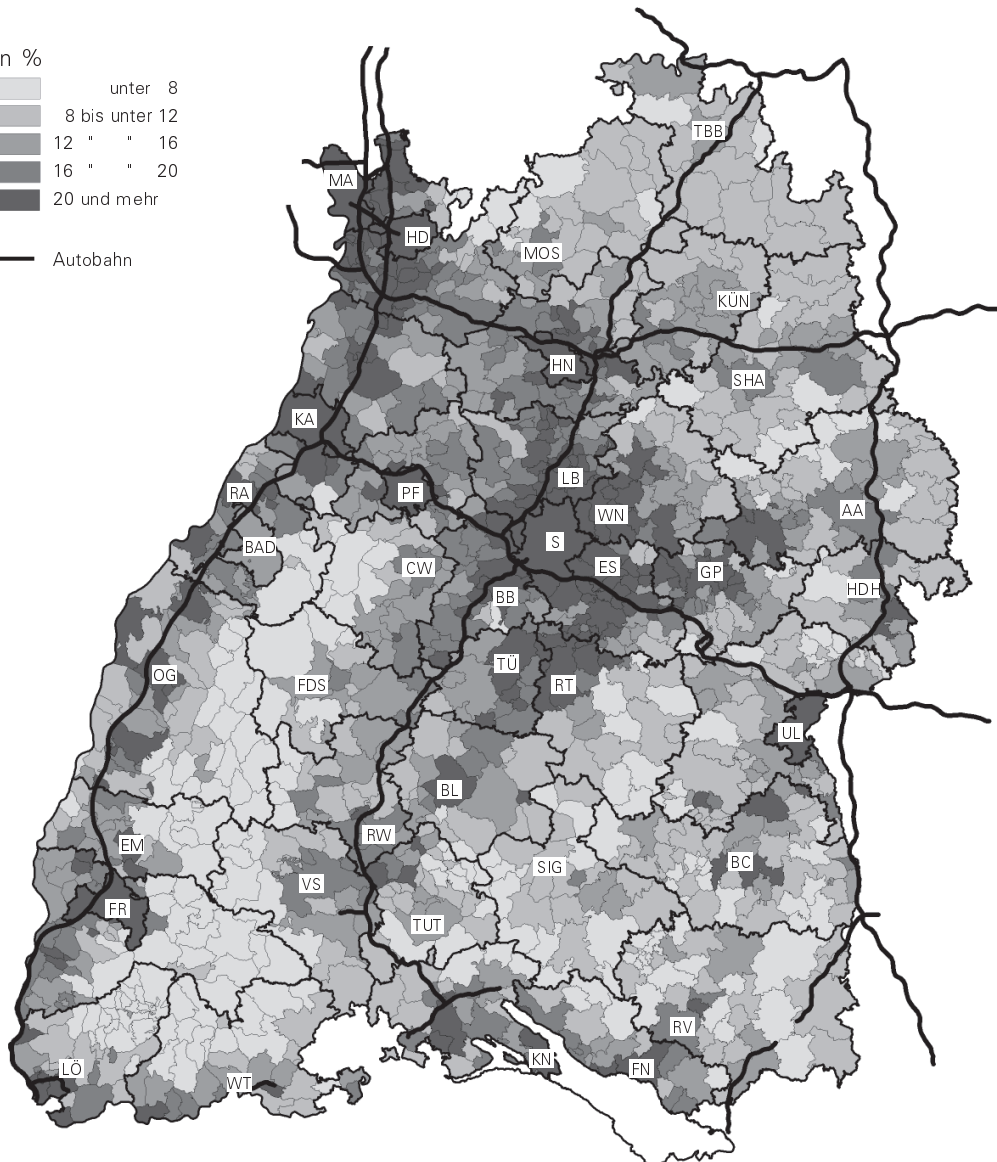 n %
unter 8
8 bis unter 12
12 " " 16
16 " " 20
20 und mehr
Autobahn
TBB
MA
HD
MOS
KÜN
HN
SHA
KA
LB
RA
PF
WN
AA
S
BAD
CW
ES
GP
HDH
BB
TÜ
OG
FDS
RT
UL
BL
RW
EM
SIG
BC
VS
FR
TUT
RV
KN
LÖ
WT
FN